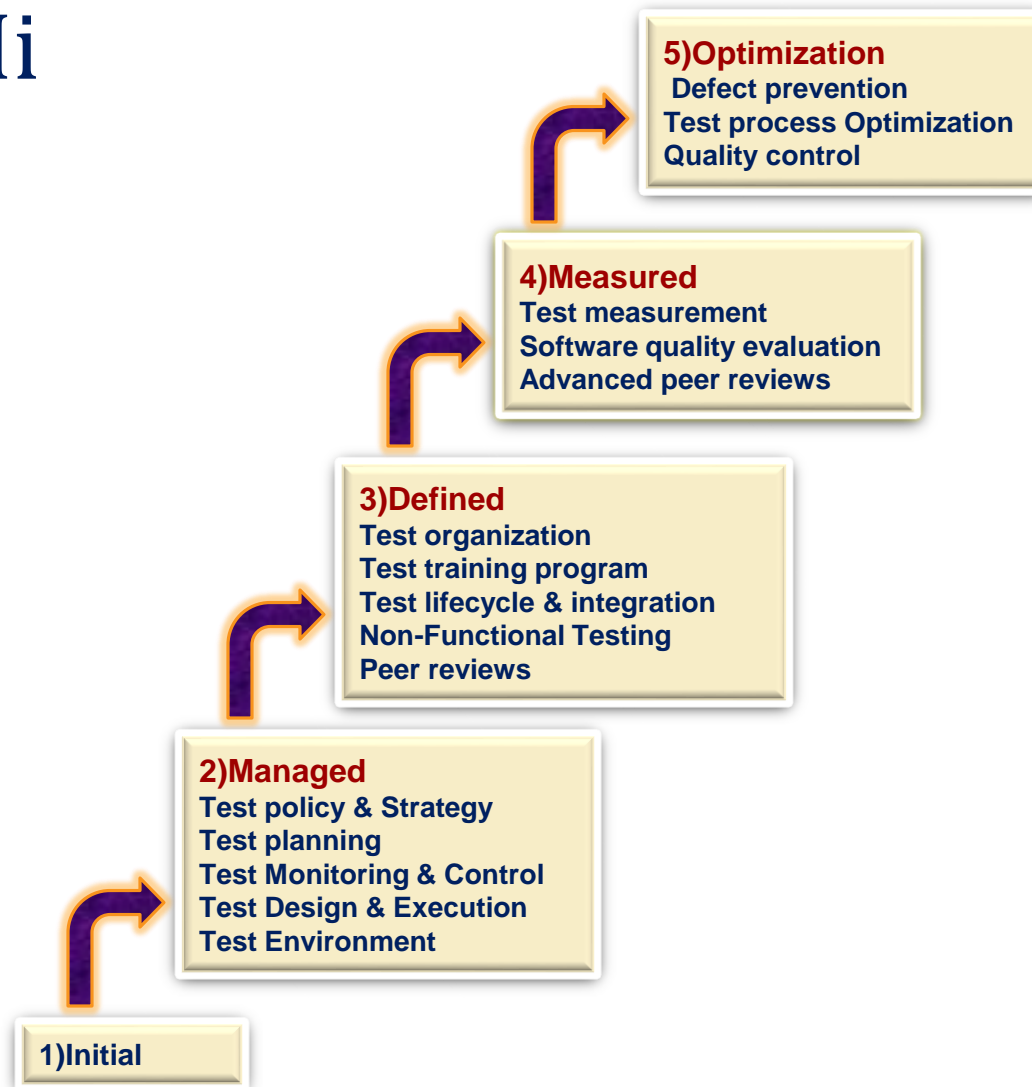 5)Optimization
Defect prevention
Test process Optimization
Quality control
4)Measured
Test measurement
Software quality evaluation
Advanced peer reviews
3)Defined
Test organization
Test training program
Test lifecycle & integration
Non-Functional Testing
Peer reviews
2)Managed
Test policy & Strategy
Test planning
Test Monitoring & Control
Test Design & Execution
Test Environment
1)Initial